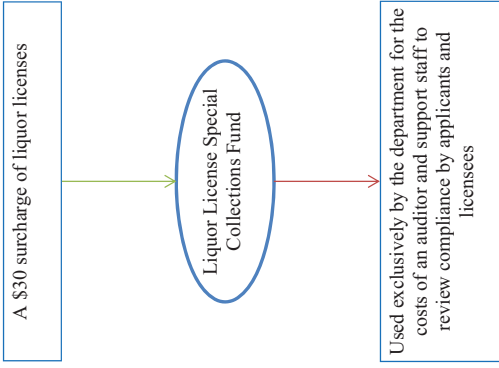 A $30 surcharge of liquor licenses
Liquor License Special
Collections Fund
Used exclusively by the department for the
costs of an auditor and support staff to
review compliance by applicants and
licensees